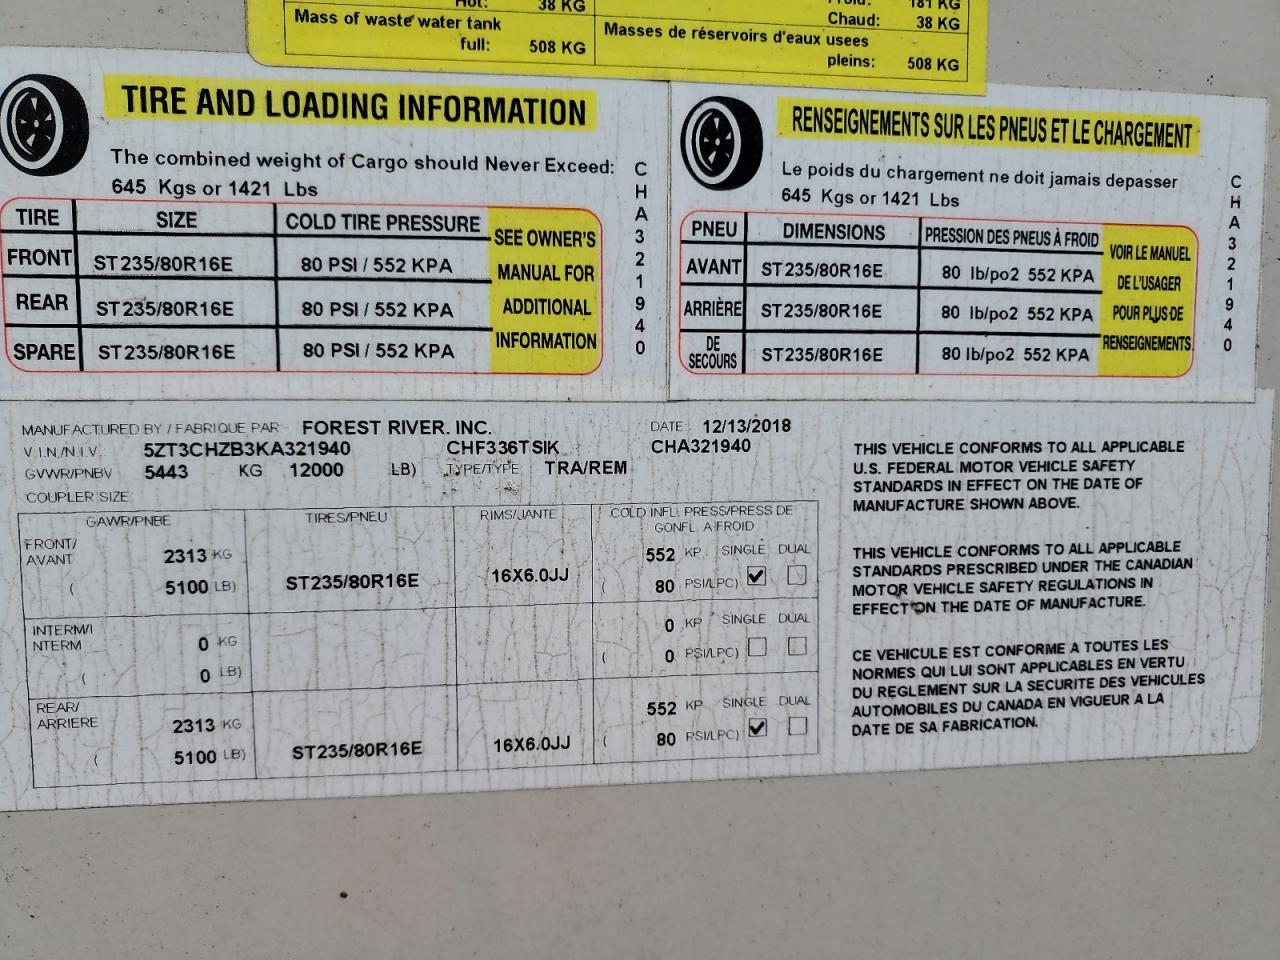 Hot: 38 KG
Mass of waste water tank
full: 508 KG
Froid: 181 KG
Chaud: 38 KG
Masses de réservoirs d'eaux usees
pleins: 508 KG
TIRE AND LOADING INFORMATION
The combined weight of Cargo should Never Exceed:
645 Kgs or 1421 Lbs
TIRE SIZE COLD TIRE PRESSURE
FRONT ST235/80R16E 80 PSI / 552 KPA
REAR ST235/80R16E 80 PSI / 552 KPA
SPARE ST235/80R16E 80 PSI / 552 KPA
SEE OWNER'S
MANUAL FOR
ADDITIONAL
INFORMATION
CHA321940
RENSEIGNEMENTS SUR LES PNEUS ET LE CHARGEMENT
Le poids du chargement ne doit jamais depasser
645 Kgs or 1421 Lbs
PNEU DIMENSIONS PRESSION DES PNEUS À FROID
AVANT ST235/80R16E 80 lb/po2 552 KPA
ARRIÈRE ST235/80R16E 80 lb/po2 552 KPA
DE
SECOURS ST235/80R16E 80 lb/po2 552 KPA
VOIR LE MANUEL
DE L'USAGER
POUR PLUS DE
RENSEIGNEMENTS
CHA321940
MANUFACTURED BY / FABRIQUE PAR FOREST RIVER, INC. DATE: 12/13/2018
V.I.N./N.I.V.: 5ZT3CHZB3KA321940 CHF336TSIK CHA321940
GVWR/PNBV 5443 KG 12000 LB) TYPE/TYPE TRA/REM
COUPLER SIZE:
GAWR/PNBE TIRES/PNEU RIMS/JANTE COLD INFL. PRESS/PRESS DE
GONFL. A FROID
FRONT/
AVANT 2313 KG 552 KP SINGLE DUAL
( 5100 LB) ST235/80R16E 16X6.0JJ ( 80 PSI/LPC)
INTERM/I
NTERM 0 KG 0 KP SINGLE DUAL
( 0 LB) ( 0 PSI/LPC)
REAR/
ARRIERE 2313 KG 552 KP SINGLE DUAL
( 5100 LB) ST235/80R16E 16X6.0JJ ( 80 PSI/LPC)
THIS VEHICLE CONFORMS TO ALL APPLICABLE
U.S. FEDERAL MOTOR VEHICLE SAFETY
STANDARDS IN EFFECT ON THE DATE OF
MANUFACTURE SHOWN ABOVE.
THIS VEHICLE CONFORMS TO ALL APPLICABLE
STANDARDS PRESCRIBED UNDER THE CANADIAN
MOTOR VEHICLE SAFETY REGULATIONS IN
EFFECT ON THE DATE OF MANUFACTURE.
CE VEHICULE EST CONFORME A TOUTES LES
NORMES QUI LUI SONT APPLICABLES EN VERTU
DU REGLEMENT SUR LA SECURITE DES VEHICULES
AUTOMOBILES DU CANADA EN VIGUEUR A LA
DATE DE SA FABRICATION.